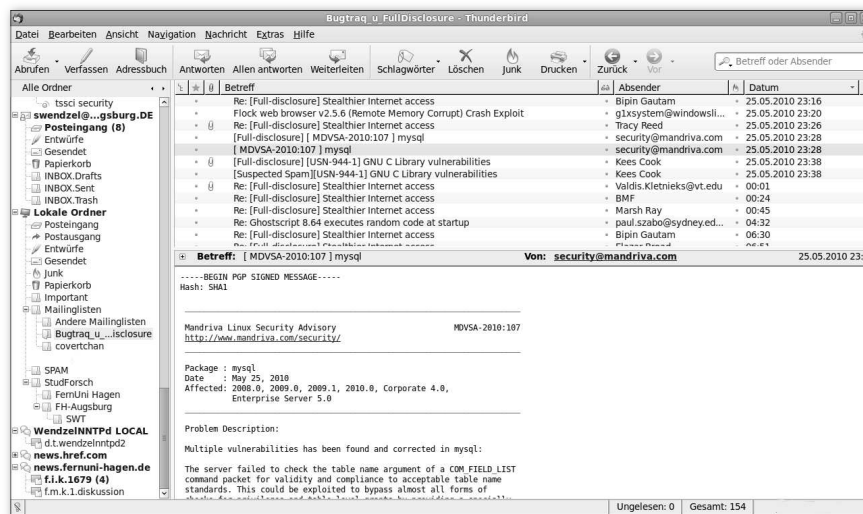 Bugtraq_u_FullDisclosure - Thunderbird
Datei Bearbeiten Ansicht Navigation Nachricht Extras Hilfe
Abrufen Verfassen Adressbuch Antworten Allen antworten Weiterleiten Schlagwörter Löschen Junk Drucken Zurück Vor Betreff oder Absender
Alle Ordner
tssci security
swendzel@...gsburg.DE
Posteingang (8)
Entwürfe
Gesendet
Papierkorb
INBOX.Drafts
INBOX.Sent
INBOX.Trash
Lokale Ordner
Posteingang
Postausgang
Entwürfe
Gesendet
Junk
Papierkorb
Important
Mailinglisten
Andere Mailinglisten
Bugtraq_u_...isclosure
covertchan
SPAM
StudForsch
FernUni Hagen
FH-Augsburg
SWT
WendzelNNTPd LOCAL
d.t.wendzelnntpd2
news.href.com
news.fernuni-hagen.de
f.i.k.1679 (4)
f.m.k.1.diskussion
Betreff Absender Datum
Re: [Full-disclosure] Stealthier Internet access Bipin Gautam 25.05.2010 23:16
Flock web browser v2.5.6 (Remote Memory Corrupt) Crash Exploit g1xsystem@windowsli... 25.05.2010 23:20
Re: [Full-disclosure] Stealthier Internet access Tracy Reed 25.05.2010 23:26
[Full-disclosure] [ MDVSA-2010:107 ] mysql security@mandriva.com 25.05.2010 23:28
[ MDVSA-2010:107 ] mysql security@mandriva.com 25.05.2010 23:28
[Full-disclosure] [USN-944-1] GNU C Library vulnerabilities Kees Cook 25.05.2010 23:38
[Suspected Spam][USN-944-1] GNU C Library vulnerabilities Kees Cook 25.05.2010 23:38
Re: [Full-disclosure] Stealthier Internet access Valdis.Kletnieks@vt.edu 00:01
Re: [Full-disclosure] Stealthier Internet access BMF 00:24
Re: [Full-disclosure] Stealthier Internet access Marsh Ray 00:45
Re: Ghostscript 8.64 executes random code at startup paul.szabo@sydney.ed... 04:32
Re: [Full-disclosure] Stealthier Internet access Bipin Gautam 06:30
Re: [Full-disclosure] Stealthier Internet access
Betreff: [ MDVSA-2010:107 ] mysql Von: security@mandriva.com 25.05.2010 23:
-----BEGIN PGP SIGNED MESSAGE-----
Hash: SHA1
Mandriva Linux Security Advisory MDVSA-2010:107
http://www.mandriva.com/security/
Package : mysql
Date : May 25, 2010
Affected: 2008.0, 2009.0, 2009.1, 2010.0, Corporate 4.0,
Enterprise Server 5.0
Problem Description:
Multiple vulnerabilities has been found and corrected in mysql:
The server failed to check the table name argument of a COM_FIELD_LIST
command packet for validity and compliance to acceptable table name
standards. This could be exploited to bypass almost all forms of
Ungelesen: 0 Gesamt: 154